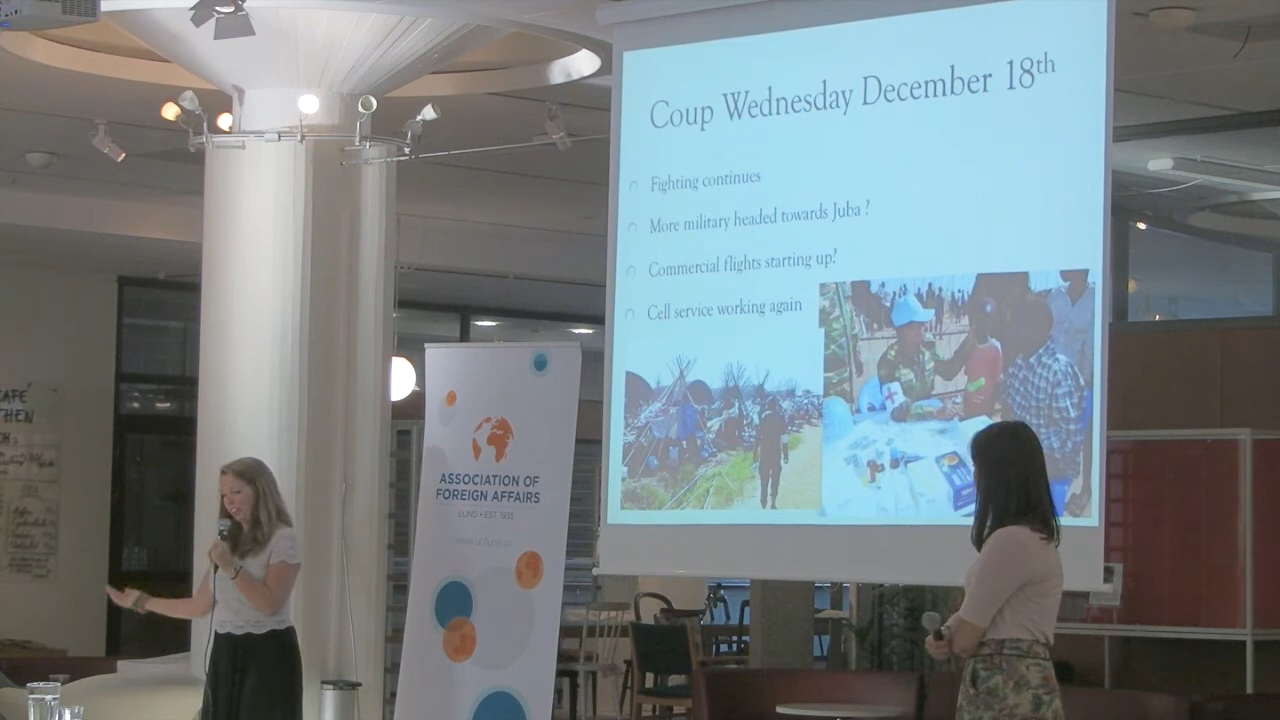 Coup Wednesday December 18th
Fighting continues
More military headed towards Juba ?
Commercial flights starting up?
Cell service working again
ASSOCIATION OF
FOREIGN AFFAIRS
LUND • EST. 1935